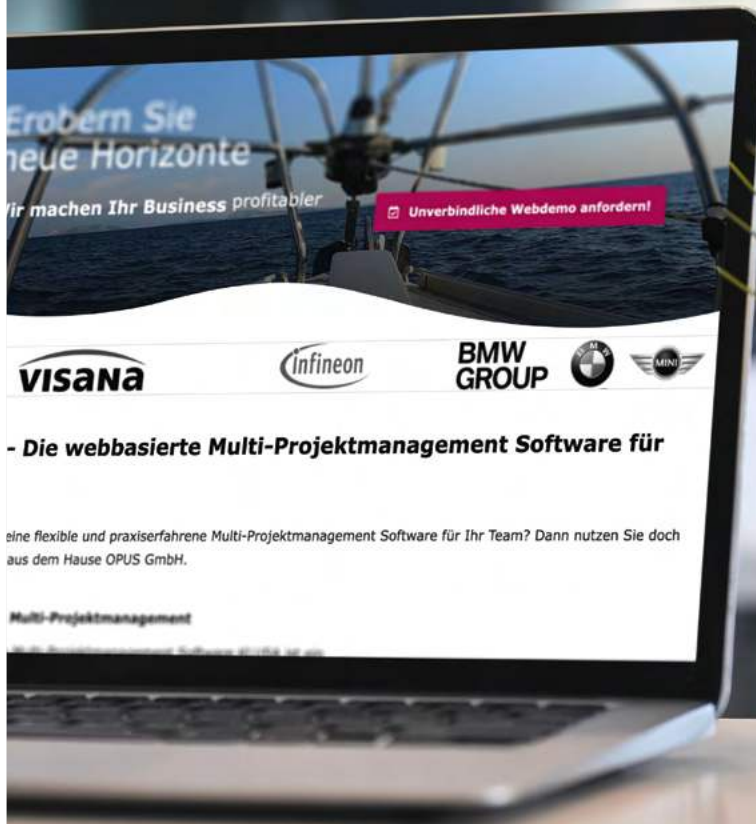 Erobern Sie
neue Horizonte
Wir machen Ihr Business profitabler
Unverbindliche Webdemo anfordern!
VISANA
infineon
BMW
GROUP
BMW
MINI
- Die webbasierte Multi-Projektmanagement Software für
eine flexible und praxiserfahrene Multi-Projektmanagement Software für Ihr Team? Dann nutzen Sie doch
aus dem Hause OPUS GmbH.
Multi-Projektmanagement